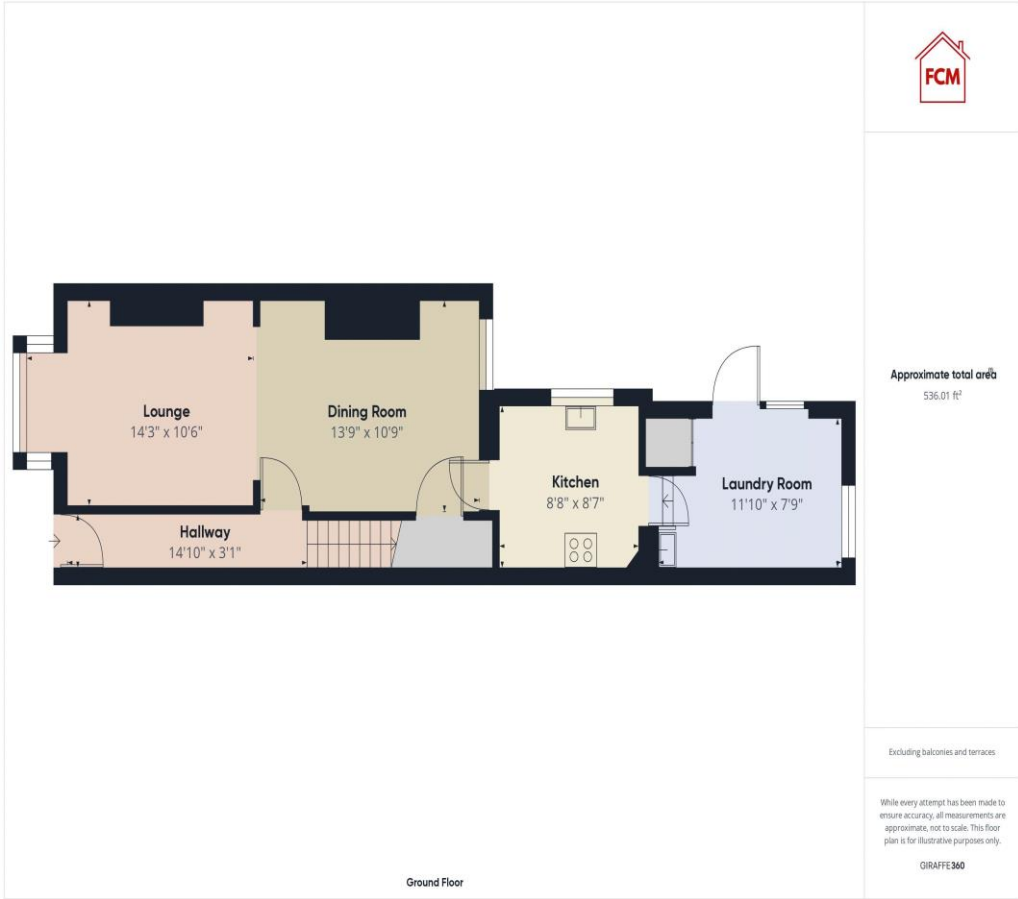 FCM
Lounge
14'3" x 10'6"
Dining Room
13'9" x 10'9"
Hallway
14'10" x 3'1"
Kitchen
8'8" x 8'7"
Laundry Room
11'10" x 7'9"
Ground Floor
Approximate total area
536.01 ft²
Excluding balconies and terraces
While every attempt has been made to
ensure accuracy, all measurements are
approximate, not to scale. This floor
plan is for illustrative purposes only.
GIRAFFE360